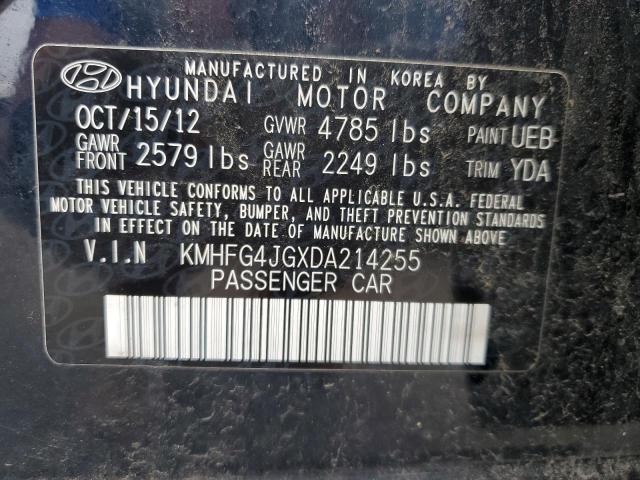 MANUFACTURED IN KOREA BY
HYUNDAI MOTOR COMPANY
OCT/15/12 GVWR 4785 lbs PAINT UEB
GAWR FRONT 2579 lbs GAWR REAR 2249 lbs TRIM YDA
THIS VEHICLE CONFORMS TO ALL APPLICABLE U.S.A. FEDERAL
MOTOR VEHICLE SAFETY, BUMPER, AND THEFT PREVENTION STANDARDS
IN EFFECT ON THE DATE OF MANUFACTURE SHOWN ABOVE.
V.I.N KMHFG4JGXDA214255
PASSENGER CAR